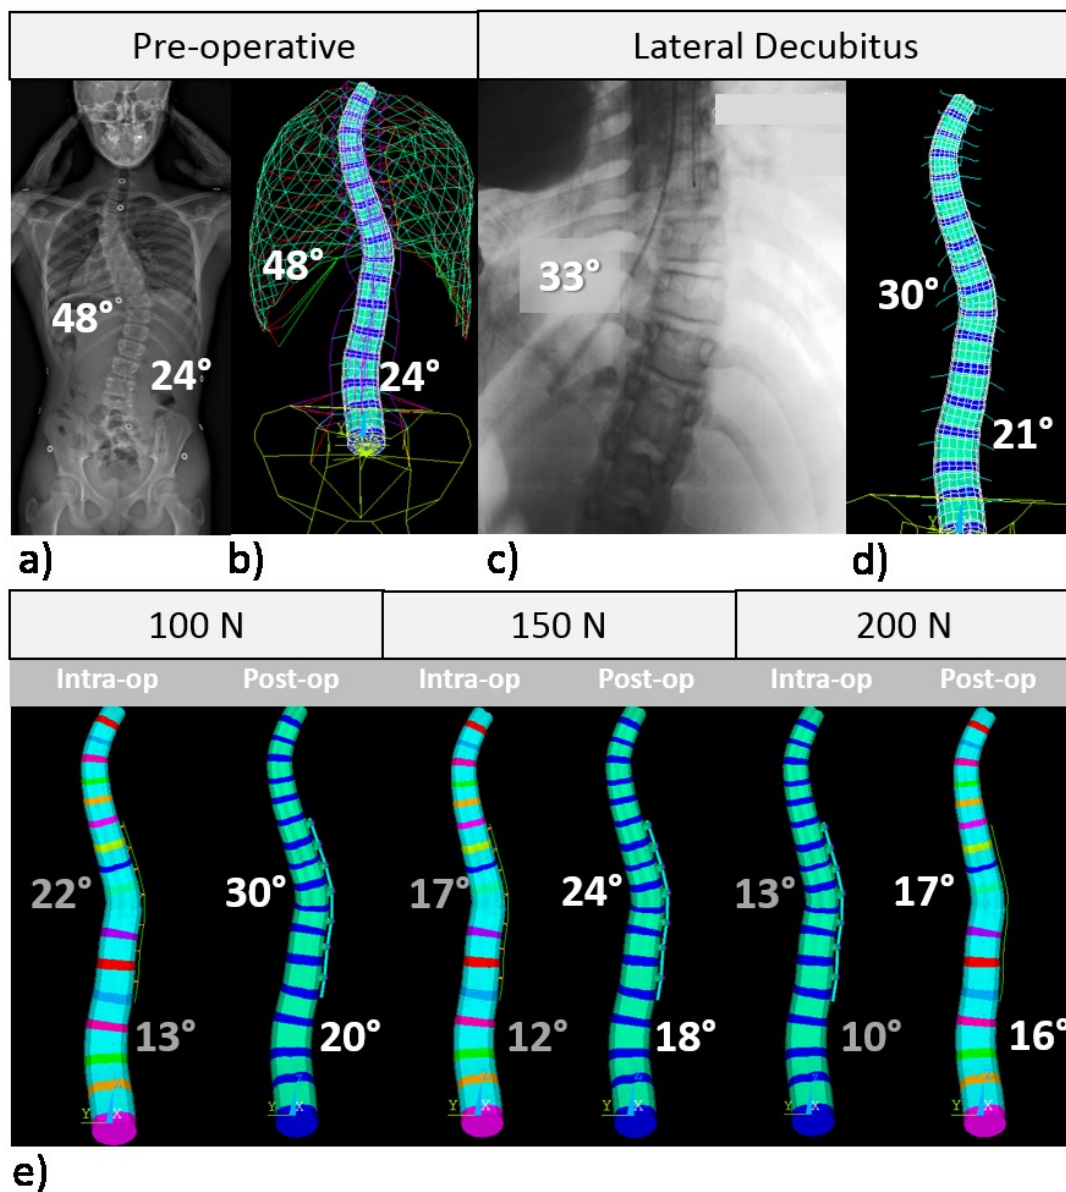 Pre-operative
Lateral Decubitus
48°
24°
48°
24°
33°
30°
21°
a)
b)
c)
d)
100 N
150 N
200 N
Intra-op
Post-op
Intra-op
Post-op
Intra-op
Post-op
22°
30°
17°
24°
13°
17°
13°
20°
12°
18°
10°
16°
Y X Z
Y X Z
Y X Z
Y X Z
Y X Z
Y X Z
e)